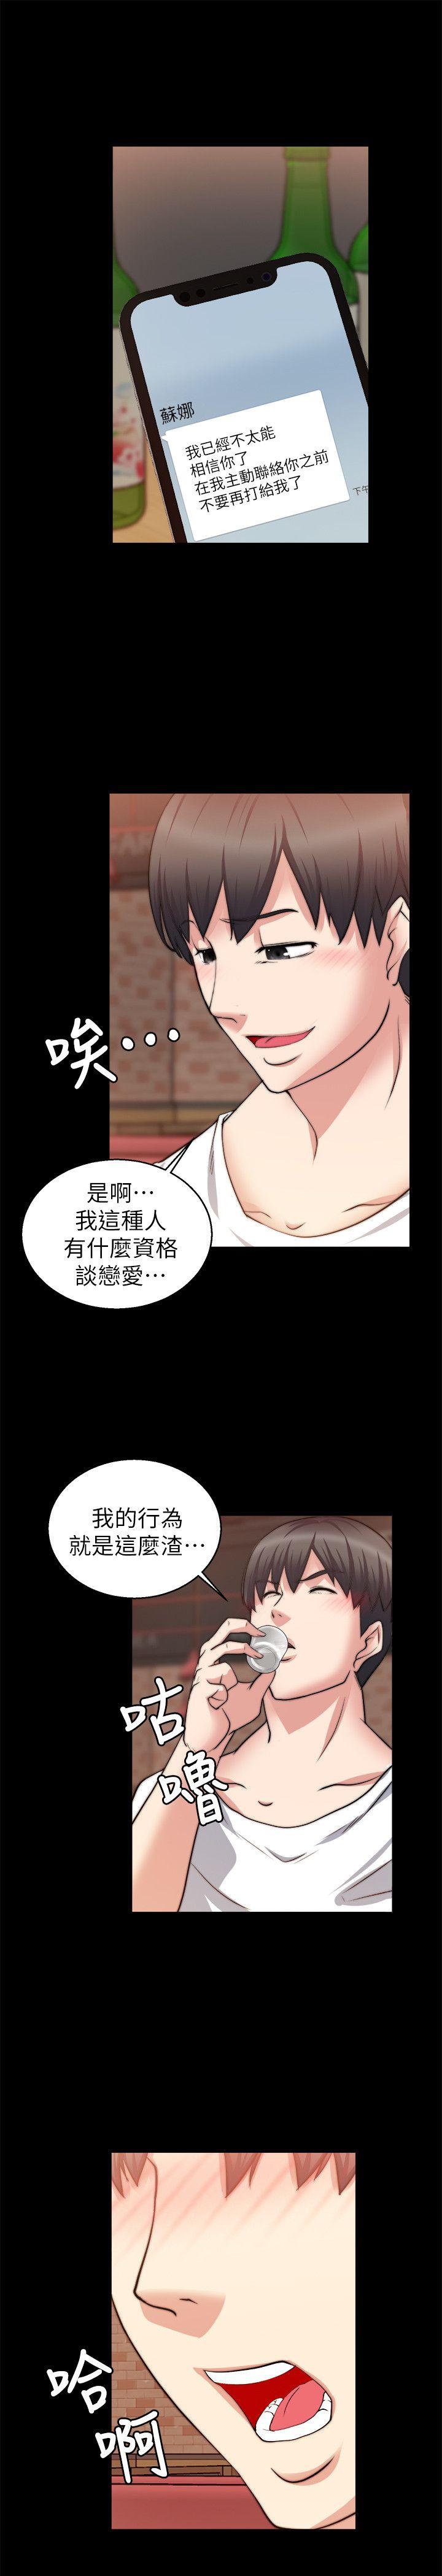 蘇娜
我已經不太能
相信你了
在我主動聯絡你之前
不要再打給我了
下午
唉⋯
是啊⋯
我這種人
有什麼資格
談戀愛⋯
我的行為
就是這麼渣⋯
咕
嚕
哈
啊